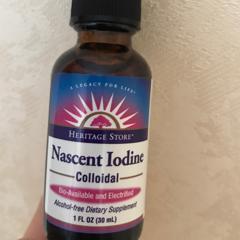 A LEGACY FOR LIFE®
HERITAGE STORE®
Nascent Iodine
Colloidal
Bio-Available and Electrified
Alcohol-free Dietary Supplement
1 FL OZ (30 mL)